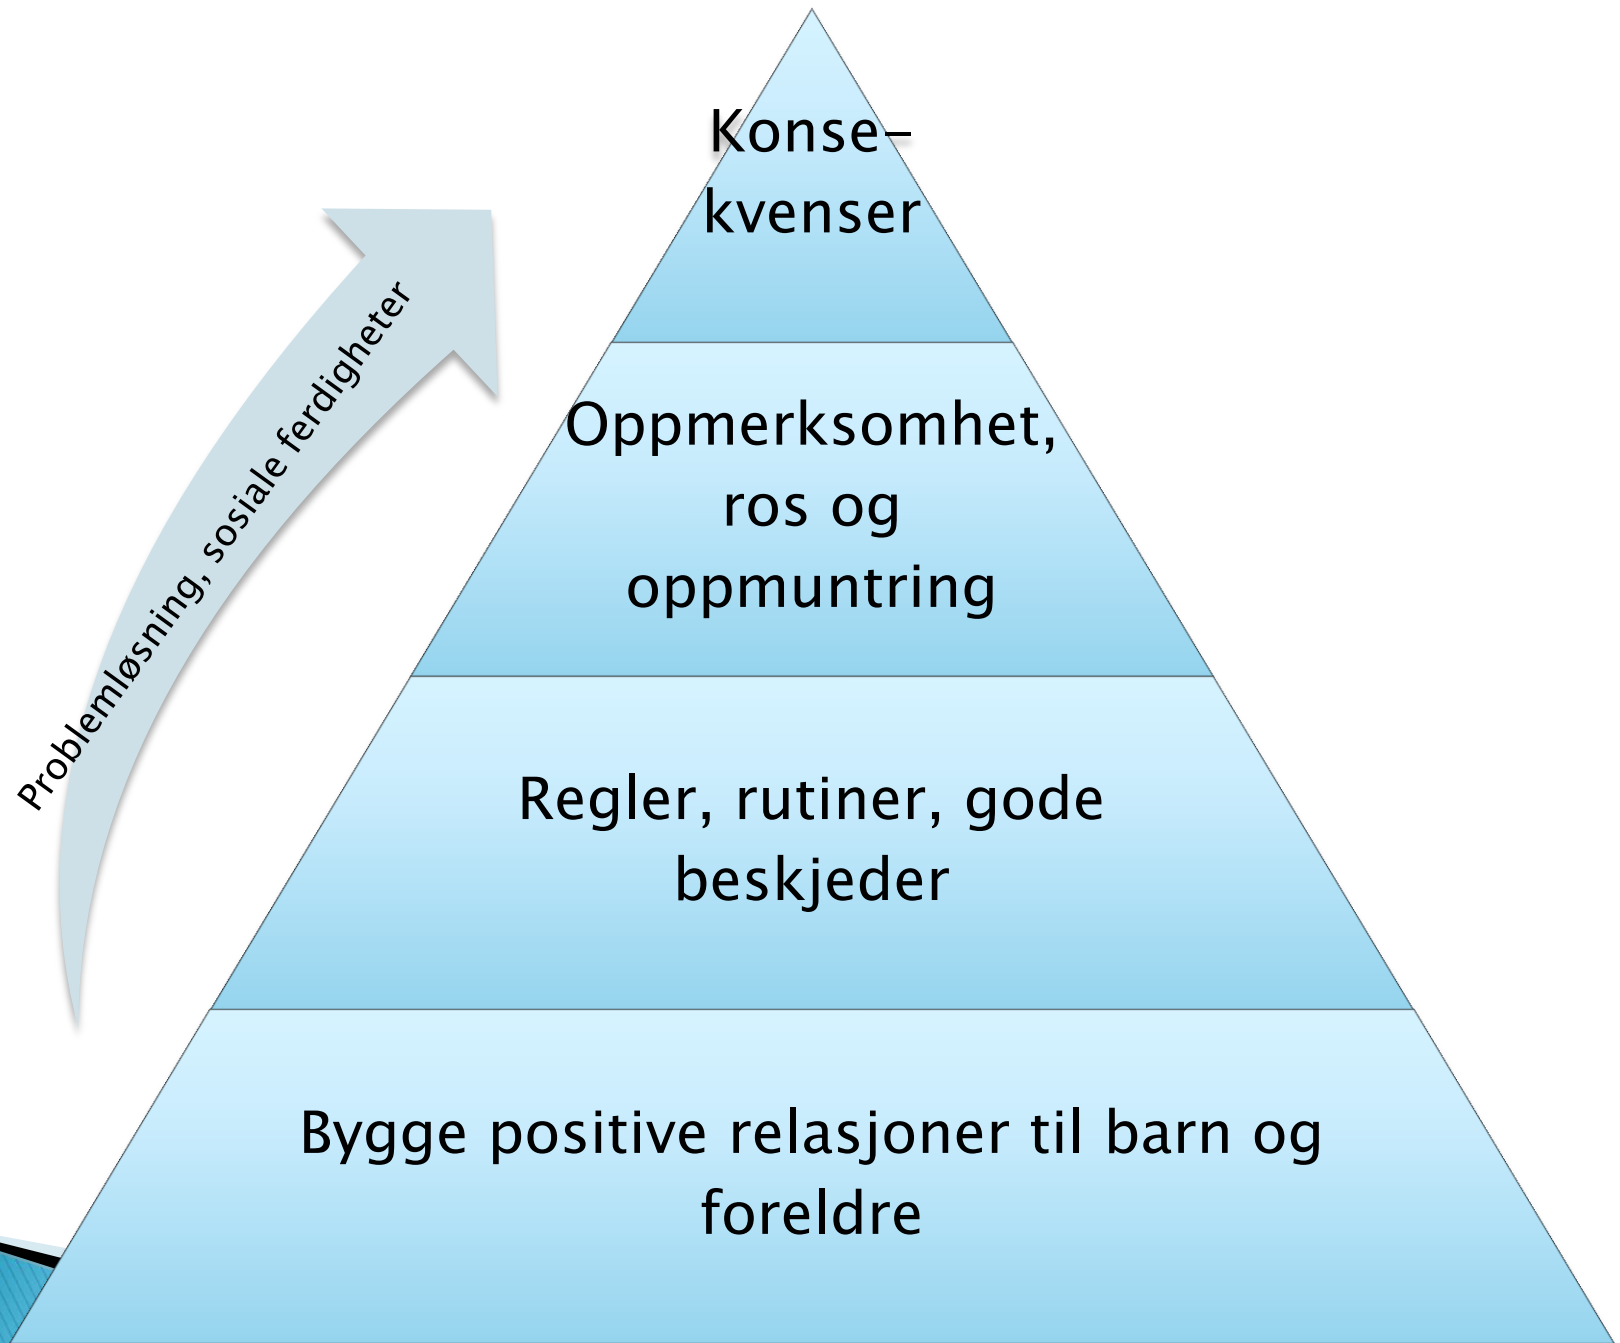 Konse-
kvenser
Oppmerksomhet,
ros og
oppmuntring
Regler, rutiner, gode
beskjeder
Bygge positive relasjoner til barn og
foreldre
Problemløsning, sosiale ferdigheter